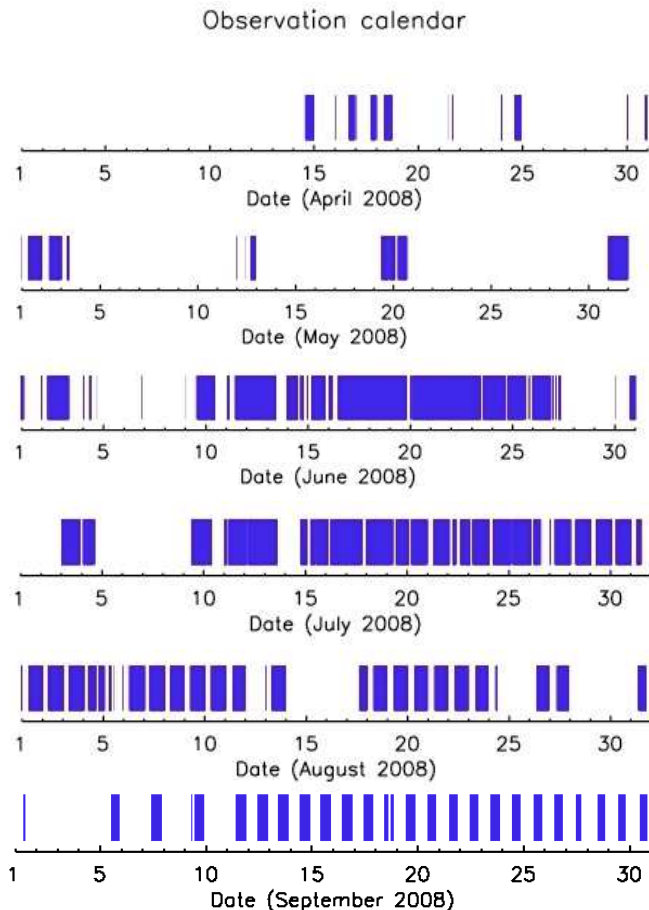 Observation calendar
1 5 10 15 20 25 30
Date (April 2008)
1 5 10 15 20 25 30
Date (May 2008)
1 5 10 15 20 25 30
Date (June 2008)
1 5 10 15 20 25 30
Date (July 2008)
1 5 10 15 20 25 30
Date (August 2008)
1 5 10 15 20 25 30
Date (September 2008)